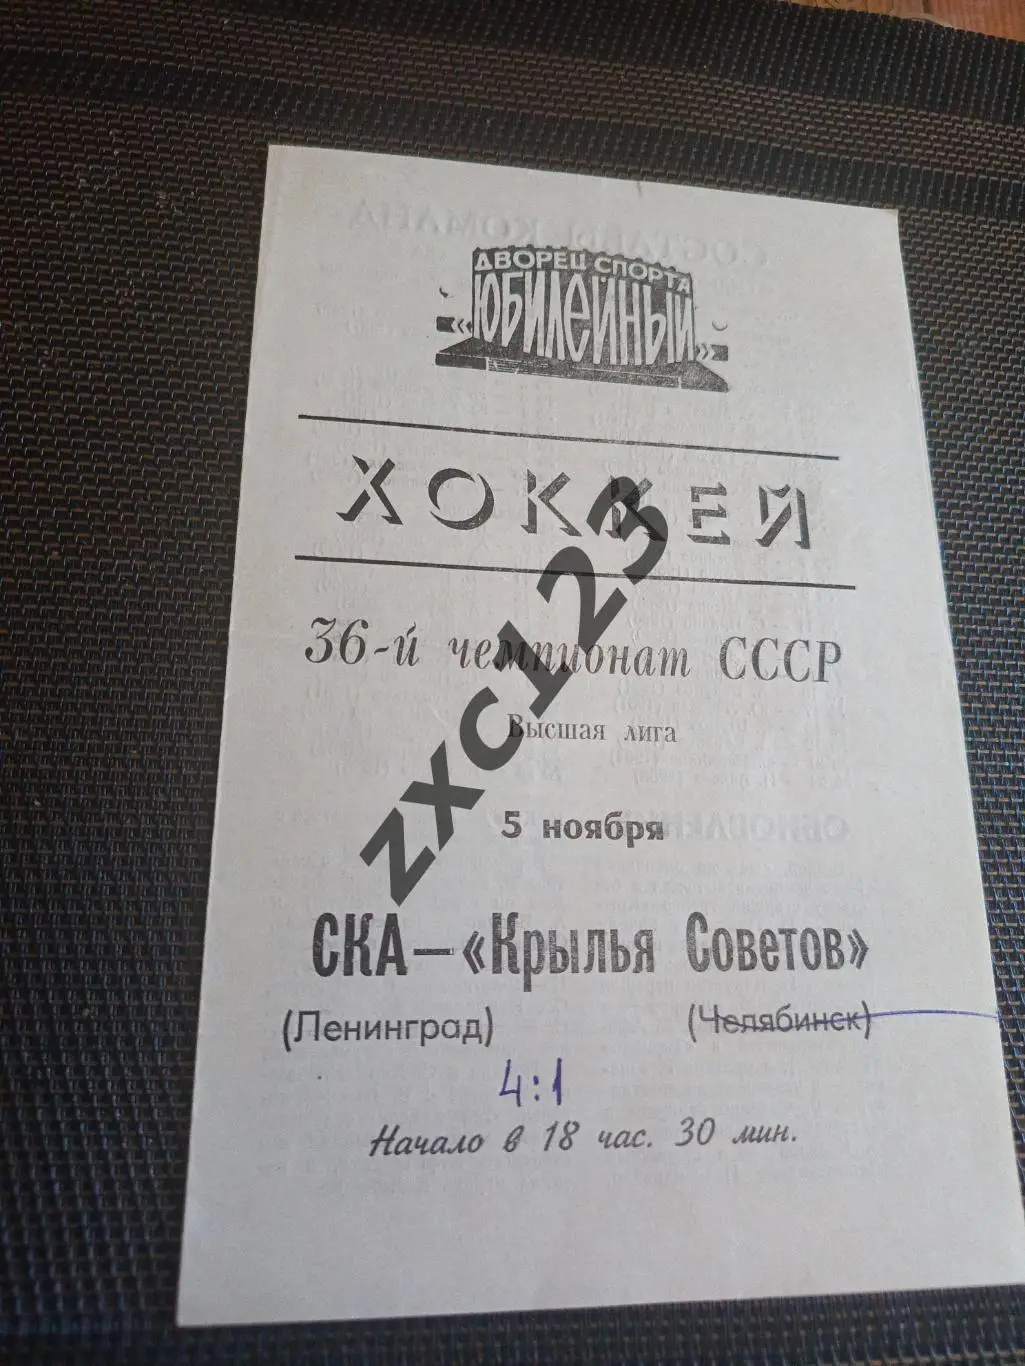 ДВОРЕЦ СПОРТА
«ЮБИЛЕЙНЫЙ»
ХОККЕЙ
36-й чемпионат СССР
Высшая лига
5 ноября
СКА—«Крылья Советов»
(Ленинград) (Челябинск)
4:1
Начало в 18 час. 30 мин.
zxc123